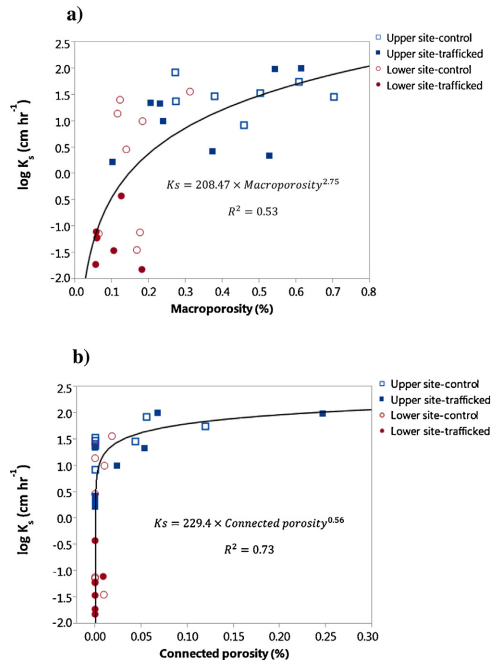 a)
2.5
2.0
1.5
1.0
0.5
0.0
-0.5
-1.0
-1.5
-2.0
log Ks (cm hr-1)
0.0 0.1 0.2 0.3 0.4 0.5 0.6 0.7 0.8
Macroporosity (%)
Ks = 208.47 × Macroporosity^2.75
R² = 0.53
Upper site-control
Upper site-trafficked
Lower site-control
Lower site-trafficked
b)
2.5
2.0
1.5
1.0
0.5
0.0
-0.5
-1.0
-1.5
-2.0
log Ks (cm hr-1)
0.00 0.05 0.10 0.15 0.20 0.25 0.30
Connected porosity (%)
Ks = 229.4 × Connected porosity^0.56
R² = 0.73
Upper site-control
Upper site-trafficked
Lower site-control
Lower site-trafficked